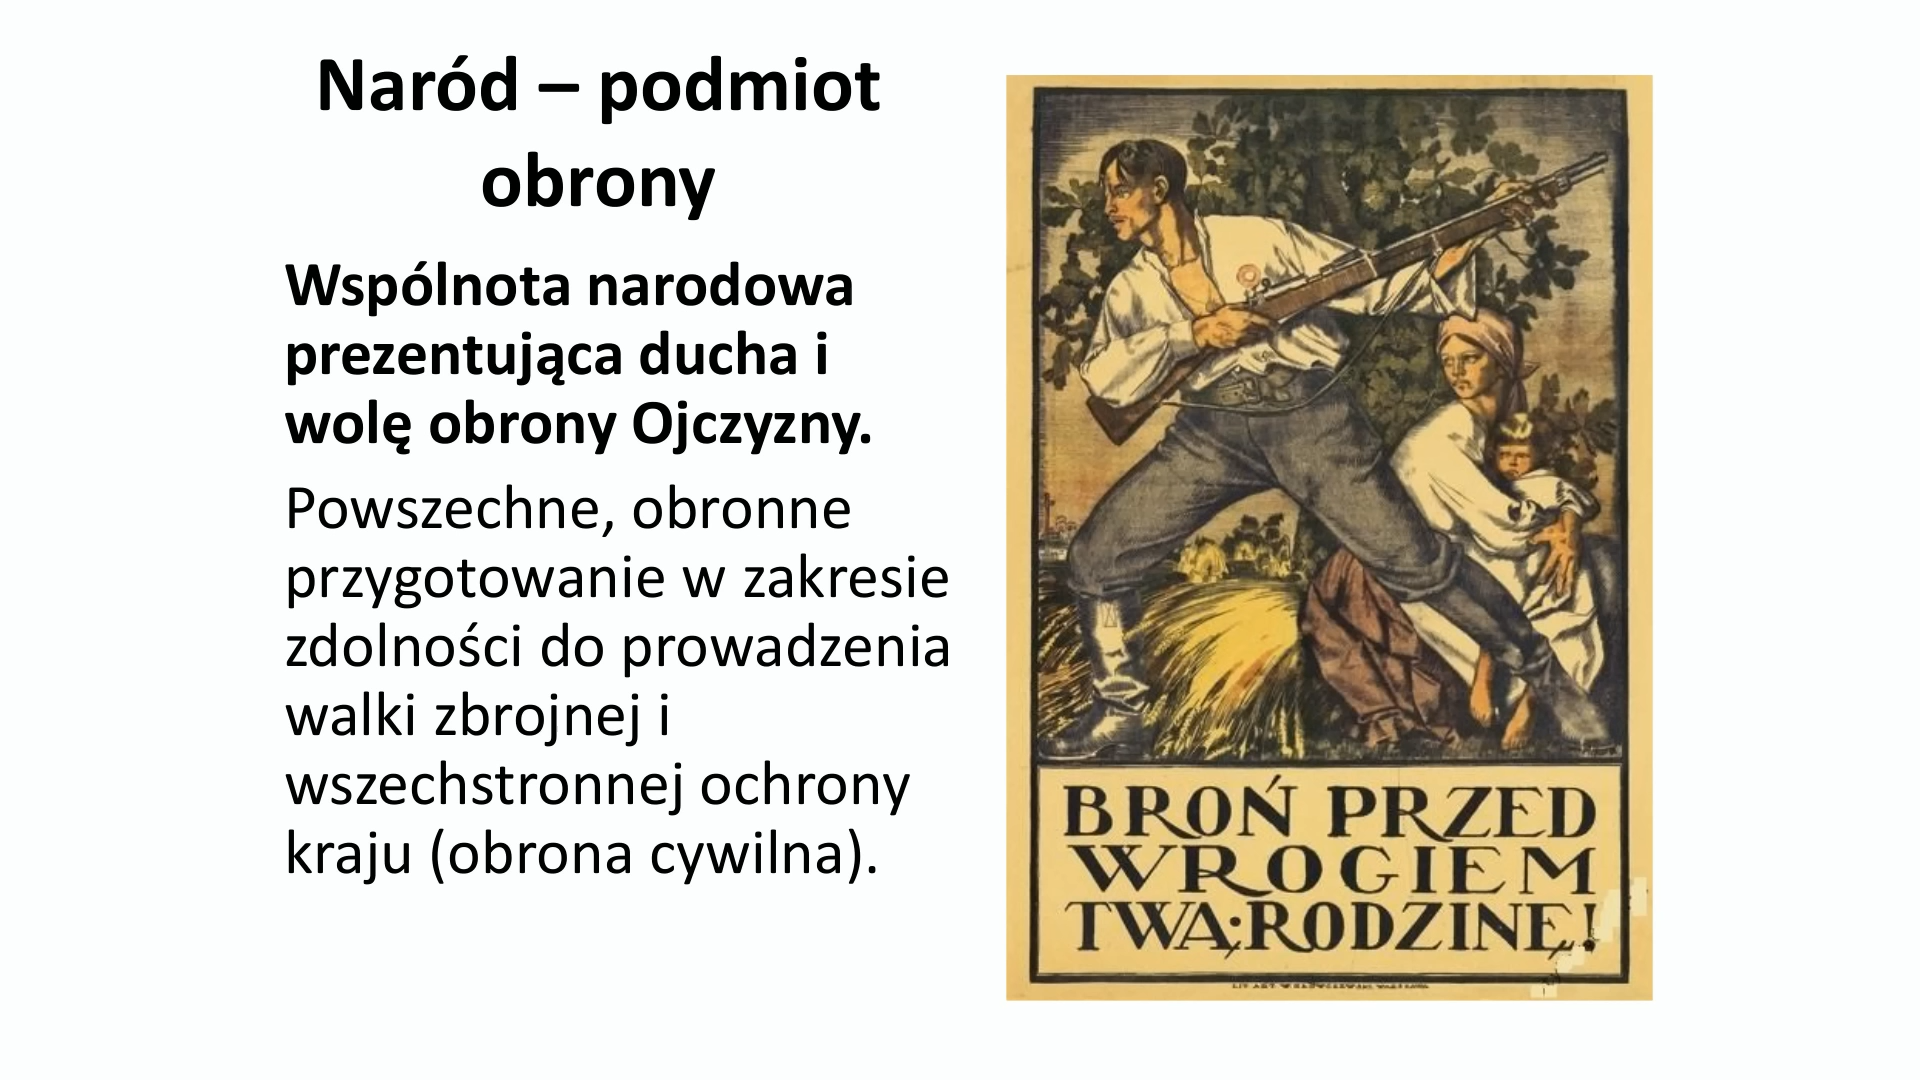 Naród – podmiot
obrony
Wspólnota narodowa
prezentująca ducha i
wolę obrony Ojczyzny.
Powszechne, obronne
przygotowanie w zakresie
zdolności do prowadzenia
walki zbrojnej i
wszechstronnej ochrony
kraju (obrona cywilna).
BROŃ PRZED
WROGIEM
TWĄ:RODZINĘ!